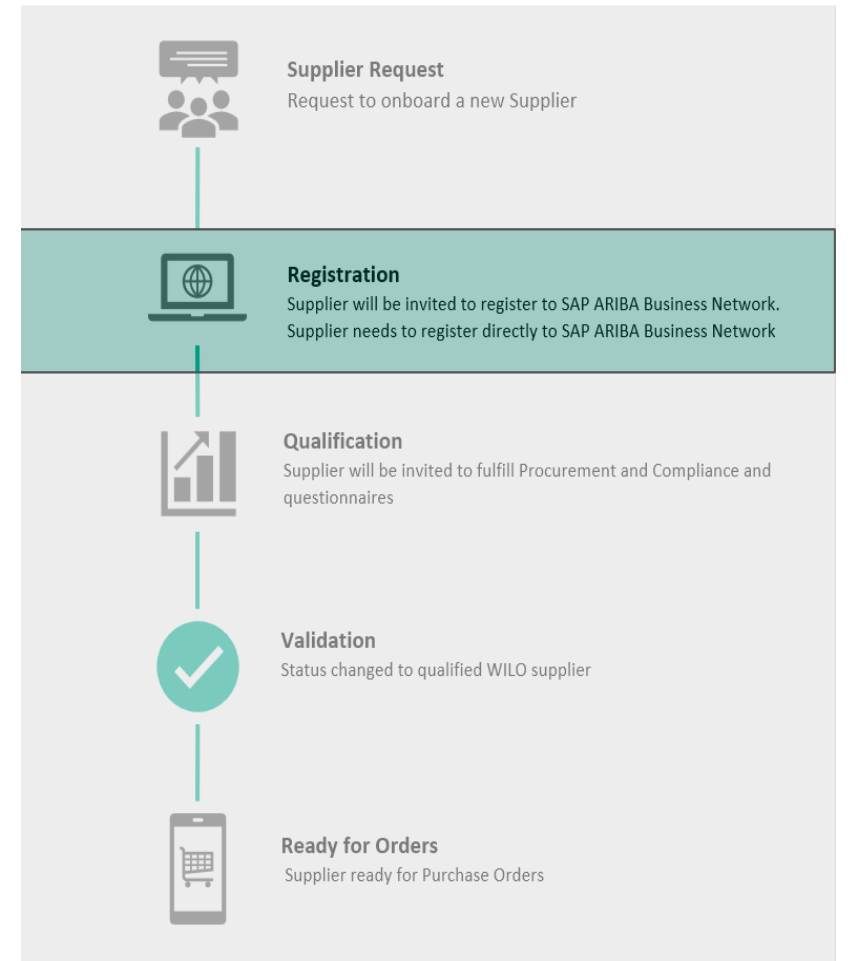 Supplier Request
Request to onboard a new Supplier
Registration
Supplier will be invited to register to SAP ARIBA Business Network.
Supplier needs to register directly to SAP ARIBA Business Network
Qualification
Supplier will be invited to fulfill Procurement and Compliance and
questionnaires
Validation
Status changed to qualified WILO supplier
Ready for Orders
Supplier ready for Purchase Orders